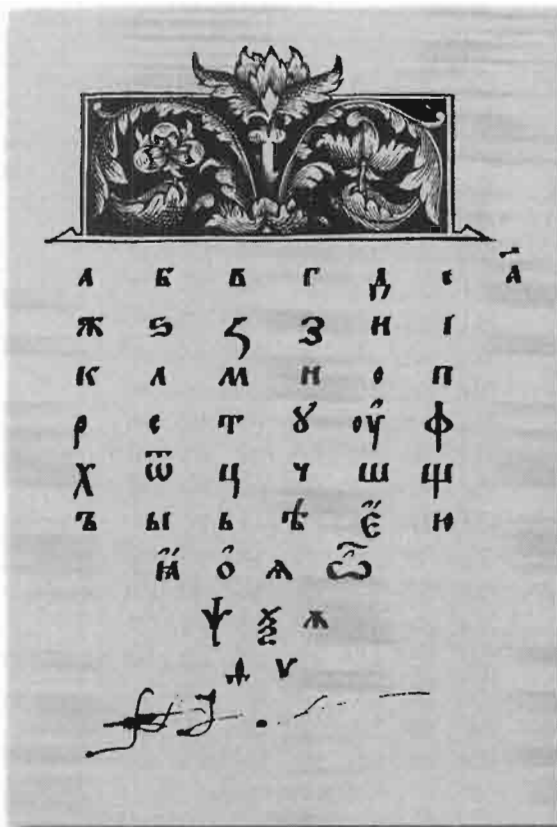 а б в г д є а҃
ж ѕ ꙁ з и ї
к л м н о п
р с т ꙋ оу҆ ф
х ѿ ц ч ш щ
ъ ы ь ѣ є҆́ ю
ꙗ҆́ о҆ ѧ ѽ
ѱ ѯ ѫ
ѳ ѵ